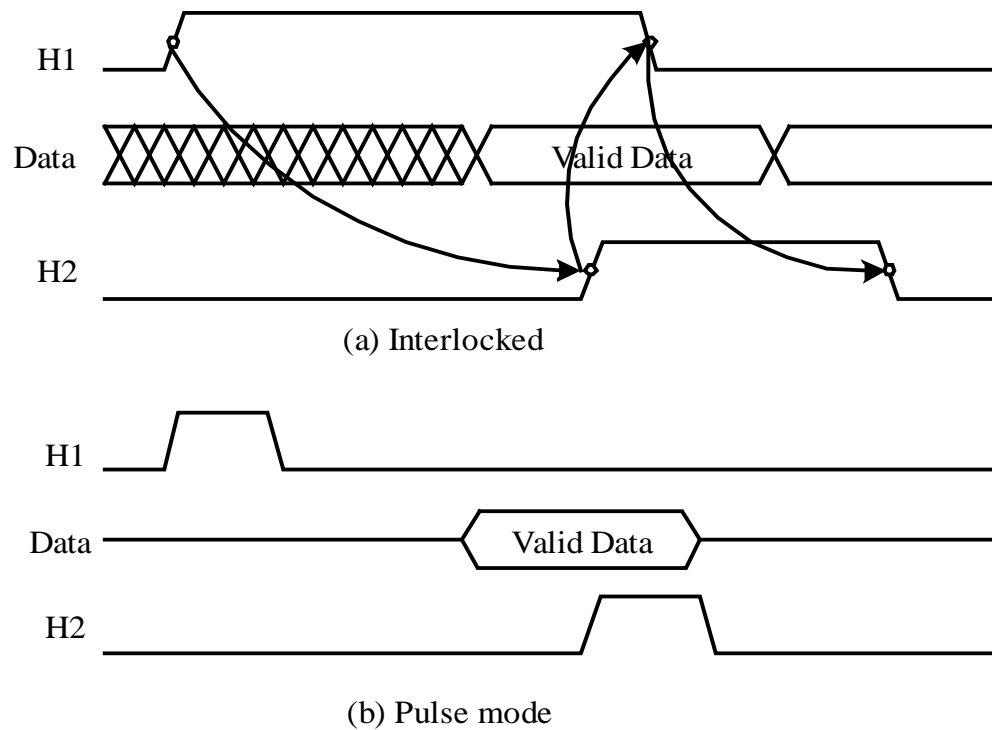 H1
Data
Valid Data
H2
(a) Interlocked
H1
Data
Valid Data
H2
(b) Pulse mode